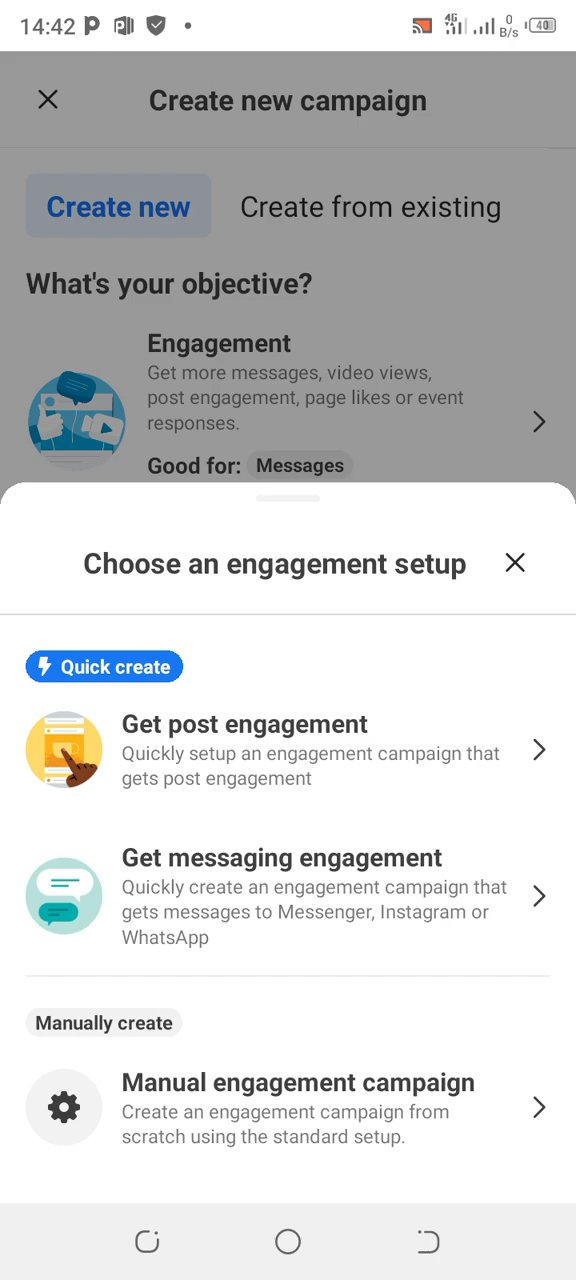 14:42
4G
0
B/s
40
Create new campaign
Create new
Create from existing
What's your objective?
Engagement
Get more messages, video views,
post engagement, page likes or event
responses.
Good for: Messages
Choose an engagement setup
Quick create
Get post engagement
Quickly setup an engagement campaign that
gets post engagement
Get messaging engagement
Quickly create an engagement campaign that
gets messages to Messenger, Instagram or
WhatsApp
Manually create
Manual engagement campaign
Create an engagement campaign from
scratch using the standard setup.